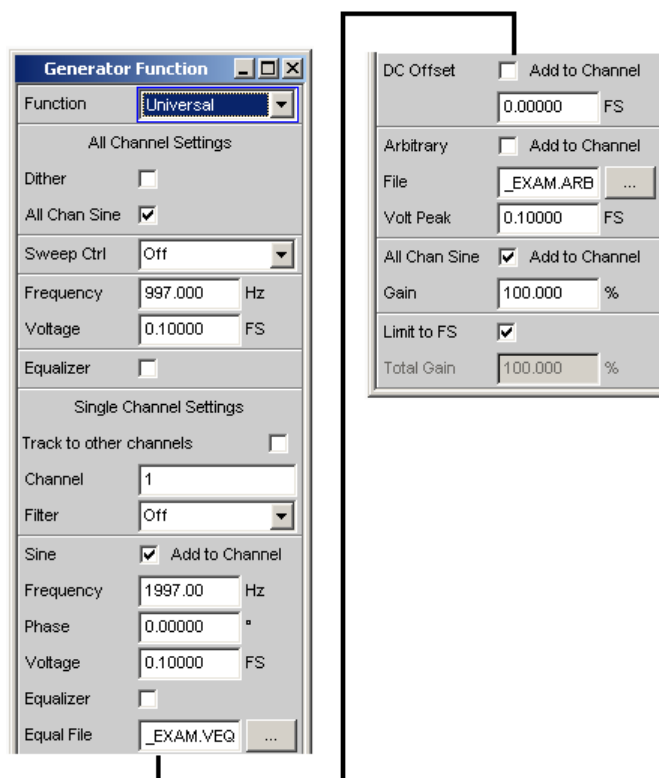 Generator Function
Function Universal
All Channel Settings
Dither
All Chan Sine
Sweep Ctrl Off
Frequency 997.000 Hz
Voltage 0.10000 FS
Equalizer
Single Channel Settings
Track to other channels
Channel 1
Filter Off
Sine Add to Channel
Frequency 1997.00 Hz
Phase 0.00000 °
Voltage 0.10000 FS
Equalizer
Equal File _EXAM.VEQ ...
DC Offset Add to Channel
0.00000 FS
Arbitrary Add to Channel
File _EXAM.ARB ...
Volt Peak 0.10000 FS
All Chan Sine Add to Channel
Gain 100.000 %
Limit to FS
Total Gain 100.000 %